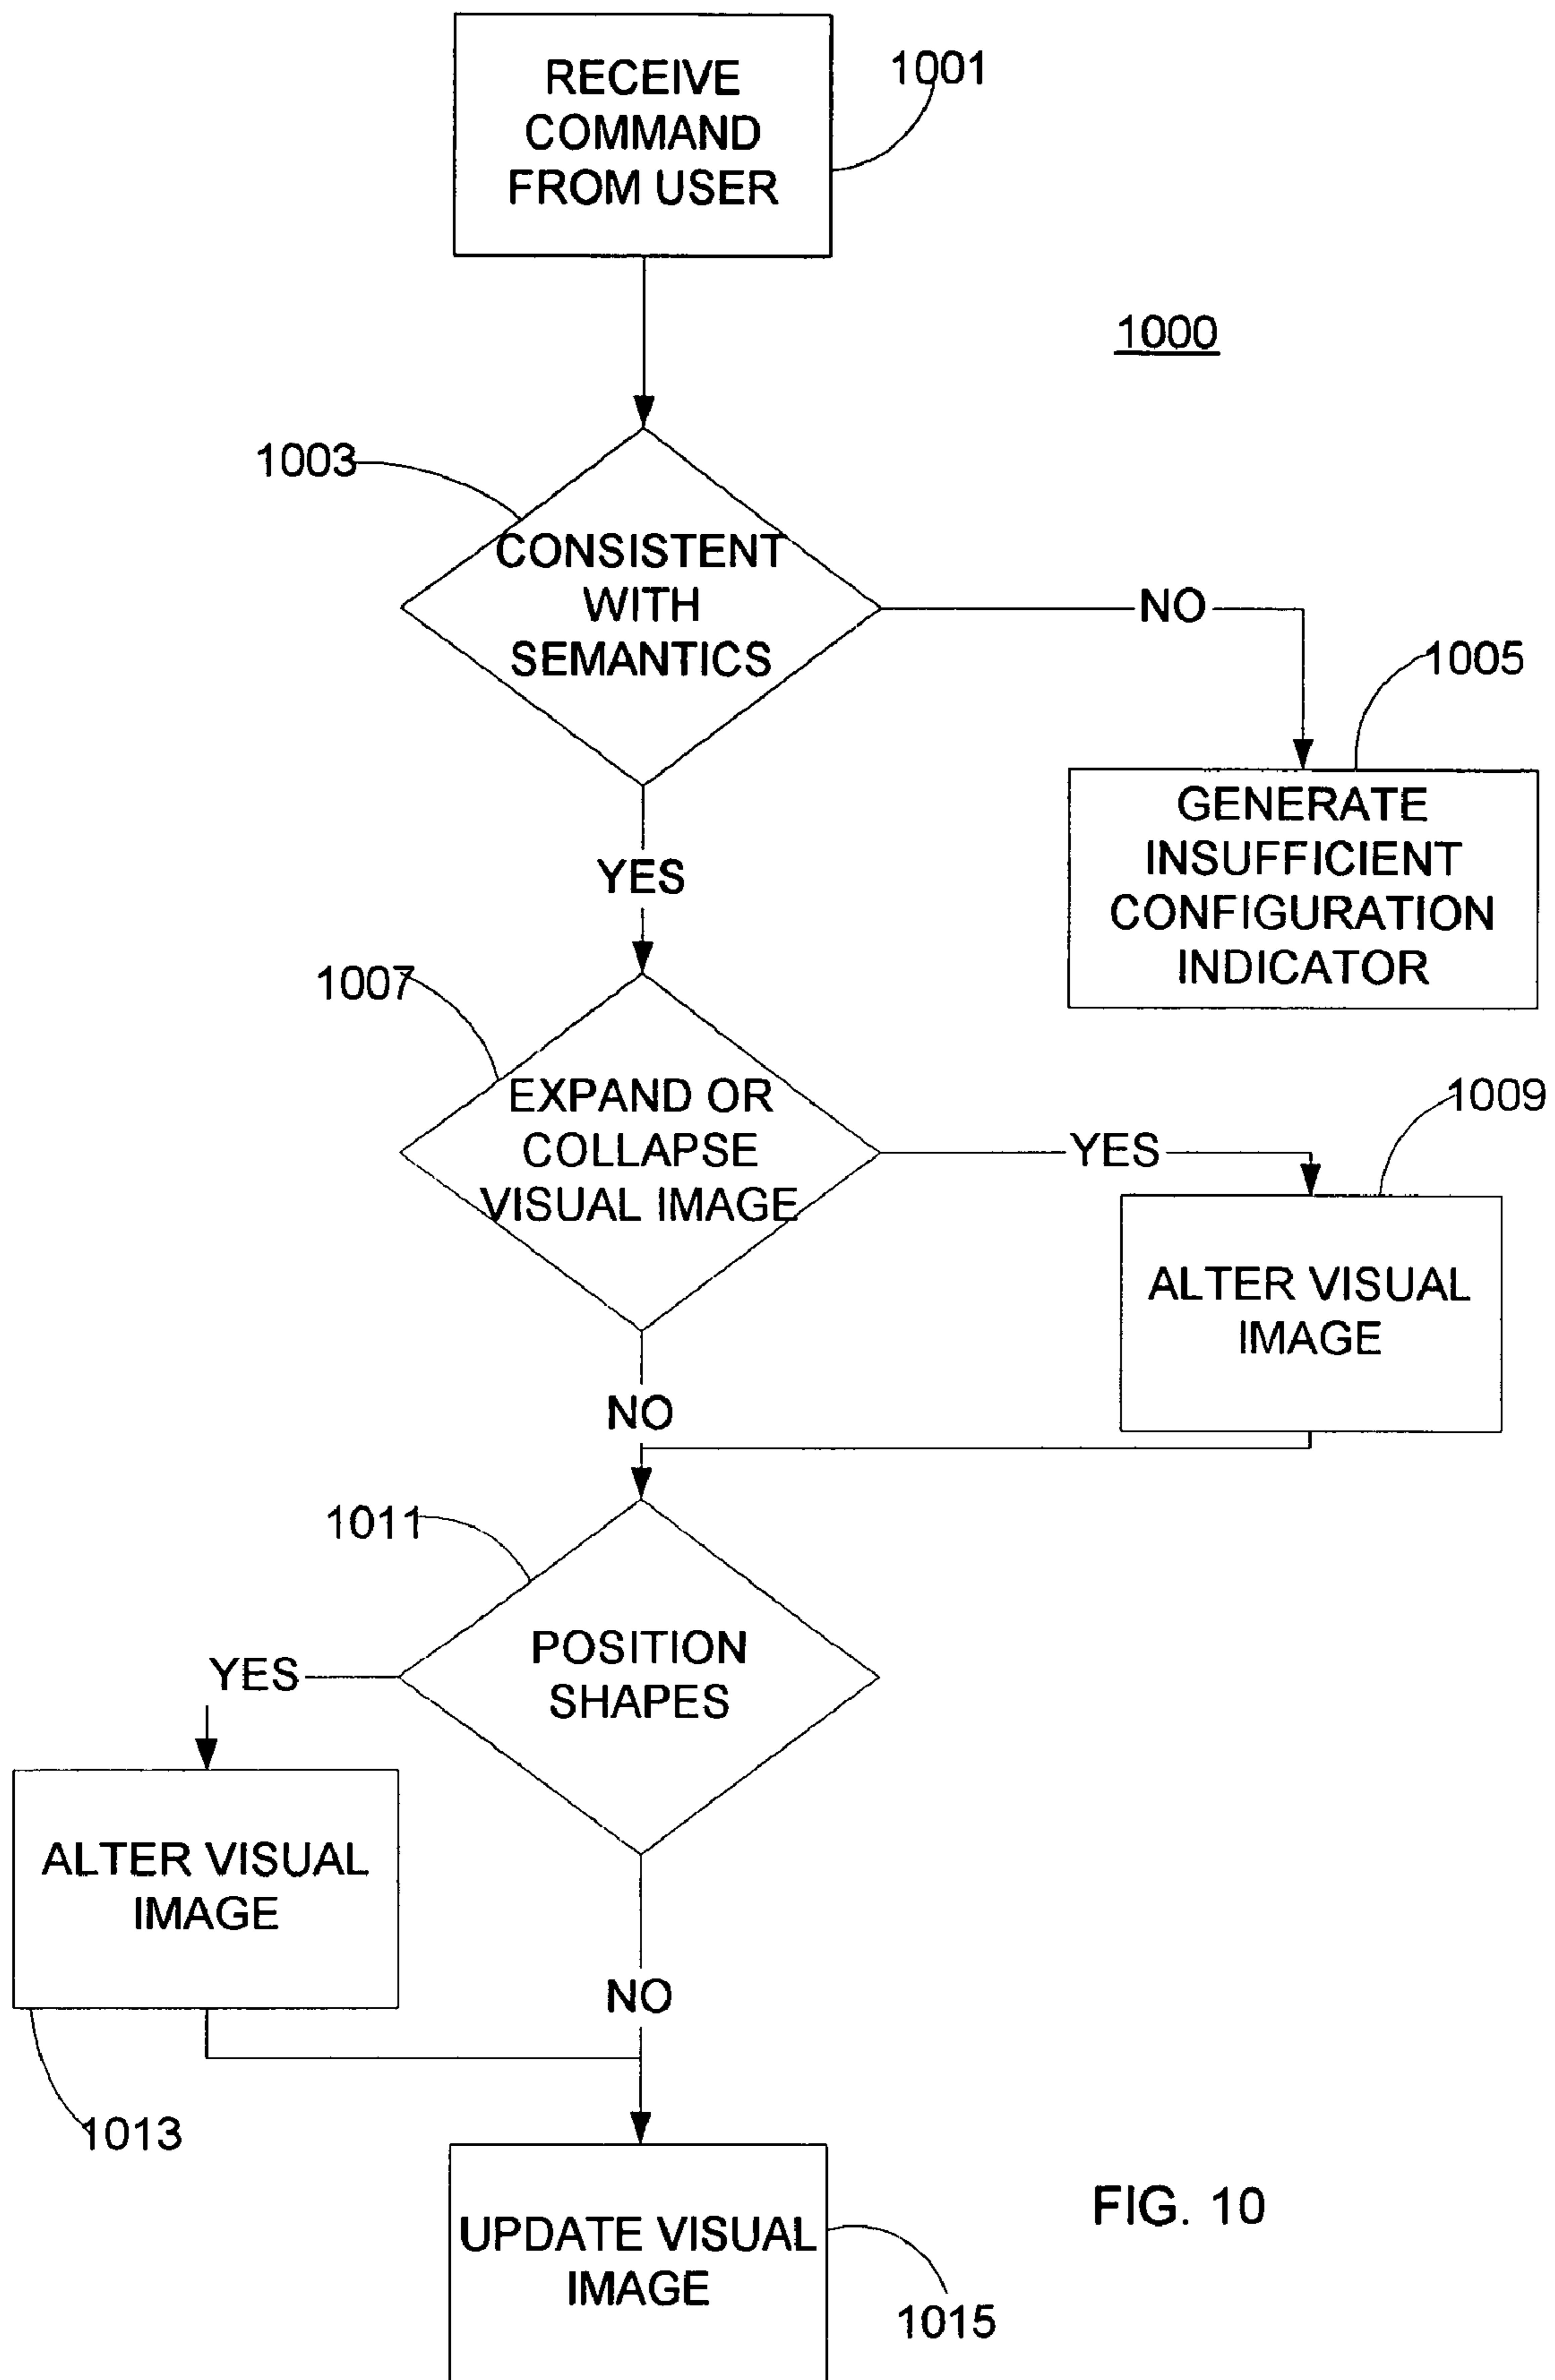 RECEIVE
COMMAND
FROM USER
1001
1000
1003
CONSISTENT
WITH
SEMANTICS
NO
1005
GENERATE
INSUFFICIENT
CONFIGURATION
INDICATOR
YES
1007
EXPAND OR
COLLAPSE
VISUAL IMAGE
YES
1009
ALTER VISUAL
IMAGE
NO
1011
POSITION
SHAPES
YES
ALTER VISUAL
IMAGE
NO
1013
UPDATE VISUAL
IMAGE
1015
FIG. 10